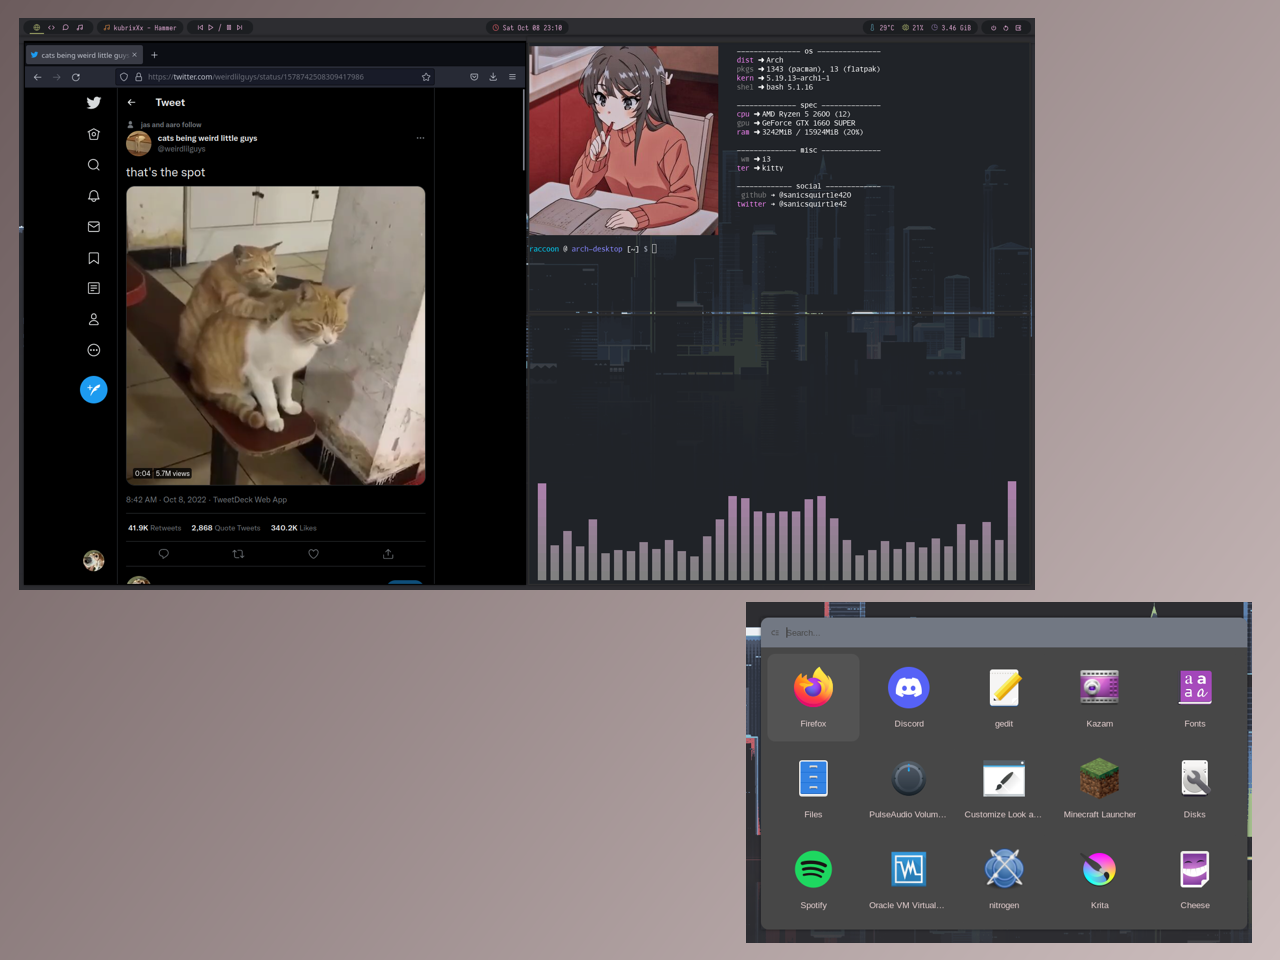 kubrixXx - Hammer
Sat Oct 08 23:10
29°C
21%
3.46 GiB
cats being weird little guys
https://twitter.com/weirdlilguys/status/1578742508309417986
Tweet
jas and aaro follow
cats being weird little guys
@weirdlilguys
that's the spot
0:04
5.7M views
8:42 AM · Oct 8, 2022 · TweetDeck Web App
41.9K Retweets 2,868 Quote Tweets 340.2K Likes
-------------- os --------------
dist ➜ Arch
pkgs ➜ 1343 (pacman), 13 (flatpak)
kern ➜ 5.19.13-arch1-1
shel ➜ bash 5.1.16
------------- spec -------------
cpu ➜ AMD Ryzen 5 2600 (12)
gpu ➜ GeForce GTX 1660 SUPER
ram ➜ 3242MiB / 15924MiB (20%)
------------- misc -------------
wm ➜ i3
ter ➜ kitty
------------ social ------------
github ➜ @sanicsquirtle420
twitter ➜ @sanicsquirtle42
raccoon @ arch-desktop [~] $
Search...
Firefox
Discord
gedit
Kazam
Fonts
Files
PulseAudio Volum...
Customize Look a...
Minecraft Launcher
Disks
Spotify
Oracle VM Virtual...
nitrogen
Krita
Cheese